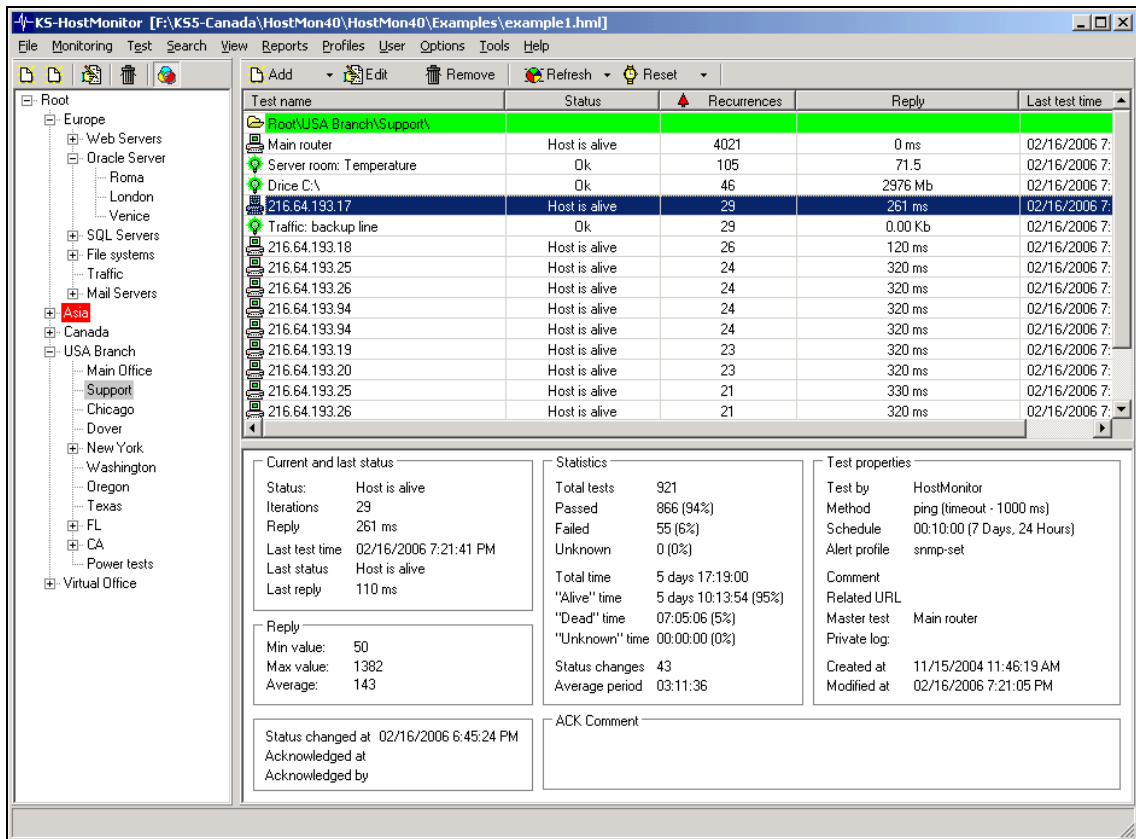 KS-HostMonitor [F:\KS5-Canada\HostMon40\HostMon40\Examples\example1.hml]
File Monitoring Test Search View Reports Profiles User Options Tools Help
Add Edit Remove Refresh Reset
Root
Europe
Web Servers
Oracle Server
Roma
London
Venice
SQL Servers
File systems
Traffic
Mail Servers
Asia
Canada
USA Branch
Main Office
Support
Chicago
Dover
New York
Washington
Oregon
Texas
FL
CA
Power tests
Virtual Office
Test name Status Recurrences Reply Last test time
Root\USA Branch\Support\
Main router Host is alive 4021 0 ms 02/16/2006 7:
Server room: Temperature Ok 105 71.5 02/16/2006 7:
Drice C:\ Ok 46 2976 Mb 02/16/2006 7:
216.64.193.17 Host is alive 29 261 ms 02/16/2006 7:
Traffic: backup line Ok 29 0.00 Kb 02/16/2006 7:
216.64.193.18 Host is alive 26 120 ms 02/16/2006 7:
216.64.193.25 Host is alive 24 320 ms 02/16/2006 7:
216.64.193.26 Host is alive 24 320 ms 02/16/2006 7:
216.64.193.94 Host is alive 24 320 ms 02/16/2006 7:
216.64.193.94 Host is alive 24 320 ms 02/16/2006 7:
216.64.193.19 Host is alive 23 320 ms 02/16/2006 7:
216.64.193.20 Host is alive 23 320 ms 02/16/2006 7:
216.64.193.25 Host is alive 21 330 ms 02/16/2006 7:
216.64.193.26 Host is alive 21 320 ms 02/16/2006 7:
Current and last status
Status: Host is alive
Iterations 29
Reply 261 ms
Last test time 02/16/2006 7:21:41 PM
Last status Host is alive
Last reply 110 ms
Reply
Min value: 50
Max value: 1382
Average: 143
Status changed at 02/16/2006 6:45:24 PM
Acknowledged at
Acknowledged by
Statistics
Total tests 921
Passed 866 (94%)
Failed 55 (6%)
Unknown 0 (0%)
Total time 5 days 17:19:00
"Alive" time 5 days 10:13:54 (95%)
"Dead" time 07:05:06 (5%)
"Unknown" time 00:00:00 (0%)
Status changes 43
Average period 03:11:36
Test properties
Test by HostMonitor
Method ping (timeout - 1000 ms)
Schedule 00:10:00 (7 Days, 24 Hours)
Alert profile snmp-set
Comment
Related URL
Master test Main router
Private log:
Created at 11/15/2004 11:46:19 AM
Modified at 02/16/2006 7:21:05 PM
ACK Comment